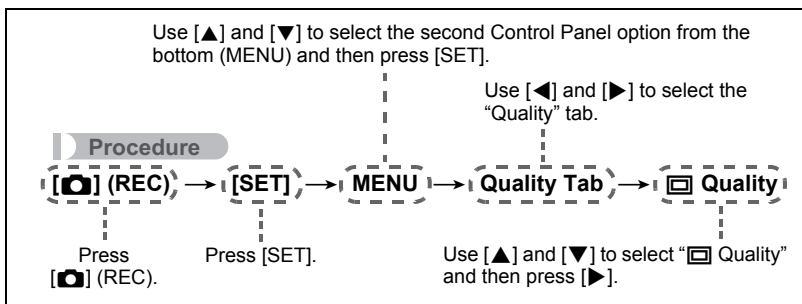 Use [▲] and [▼] to select the second Control Panel option from the
bottom (MENU) and then press [SET].
Use [◀] and [▶] to select the
“Quality” tab.
Procedure
[📷] (REC) → [SET] → MENU → Quality Tab → Quality
Press
[📷] (REC).
Press [SET].
Use [▲] and [▼] to select “ Quality”
and then press [▶].